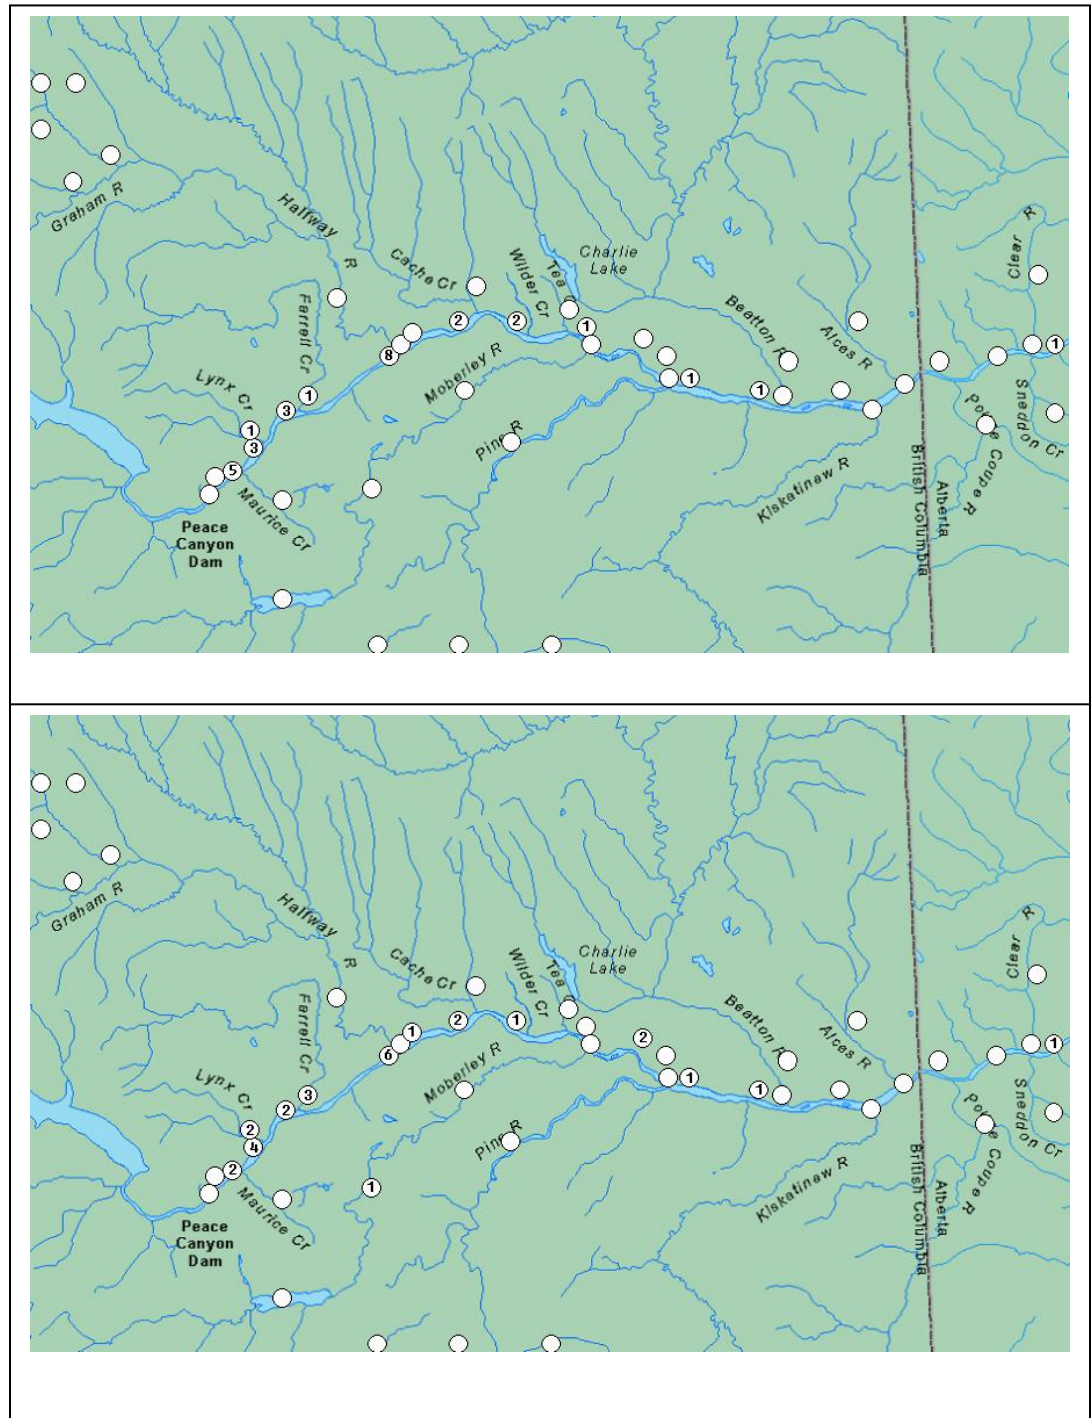 Graham R
Halfway
R
Cache Cr
Wilder Cr
Tea
Charlie
Lake
Clear R
Farrell Cr
Beatton R
Alces R
2
2
1
8
1
Moberley R
Lynx Cr
1
1
1
3
1
3
Pine R
Pouce Coupe R
Sneddon Cr
5
Maurice Cr
Kiskatinaw R
British Columbia
Alberta
Peace
Canyon
Dam
Graham R
Halfway
R
Cache Cr
Wilder Cr
Tea
Charlie
Lake
Clear R
Farrell Cr
Beatton R
Alces R
2
1
1
2
6
1
Moberley R
Lynx Cr
1
1
3
2
2
4
Pine R
Pouce Coupe R
Sneddon Cr
2
1
Maurice Cr
Kiskatinaw R
British Columbia
Alberta
Peace
Canyon
Dam